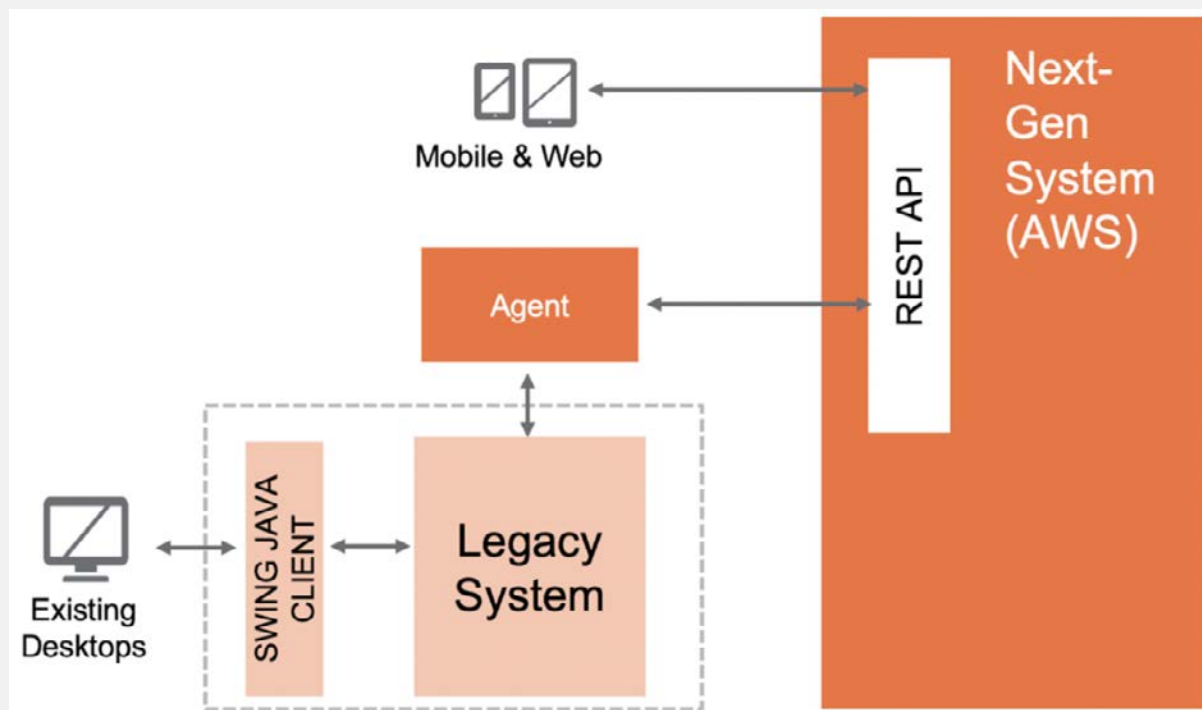 Next-
Gen
System
(AWS)
REST API
Mobile & Web
Agent
SWING JAVA
CLIENT
Legacy
System
Existing
Desktops